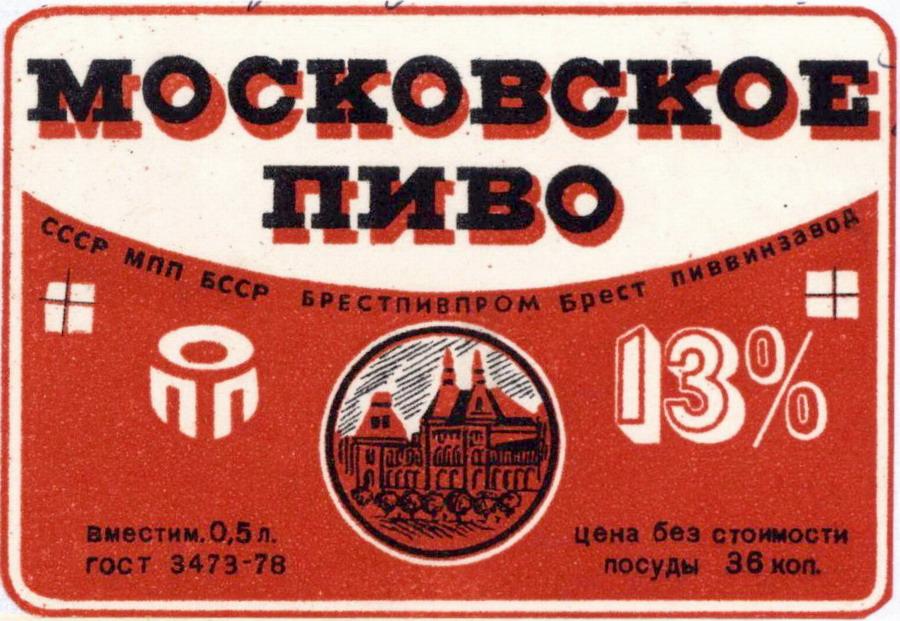 МОСКОВСКОЕ
ПИВО
СССР МПП БССР БРЕСТПИВПРОМ Брест пиввинзавод
ПОП
13%
вместим. 0,5 л.
гост 3473-78
цена без стоимости
посуды 36 коп.